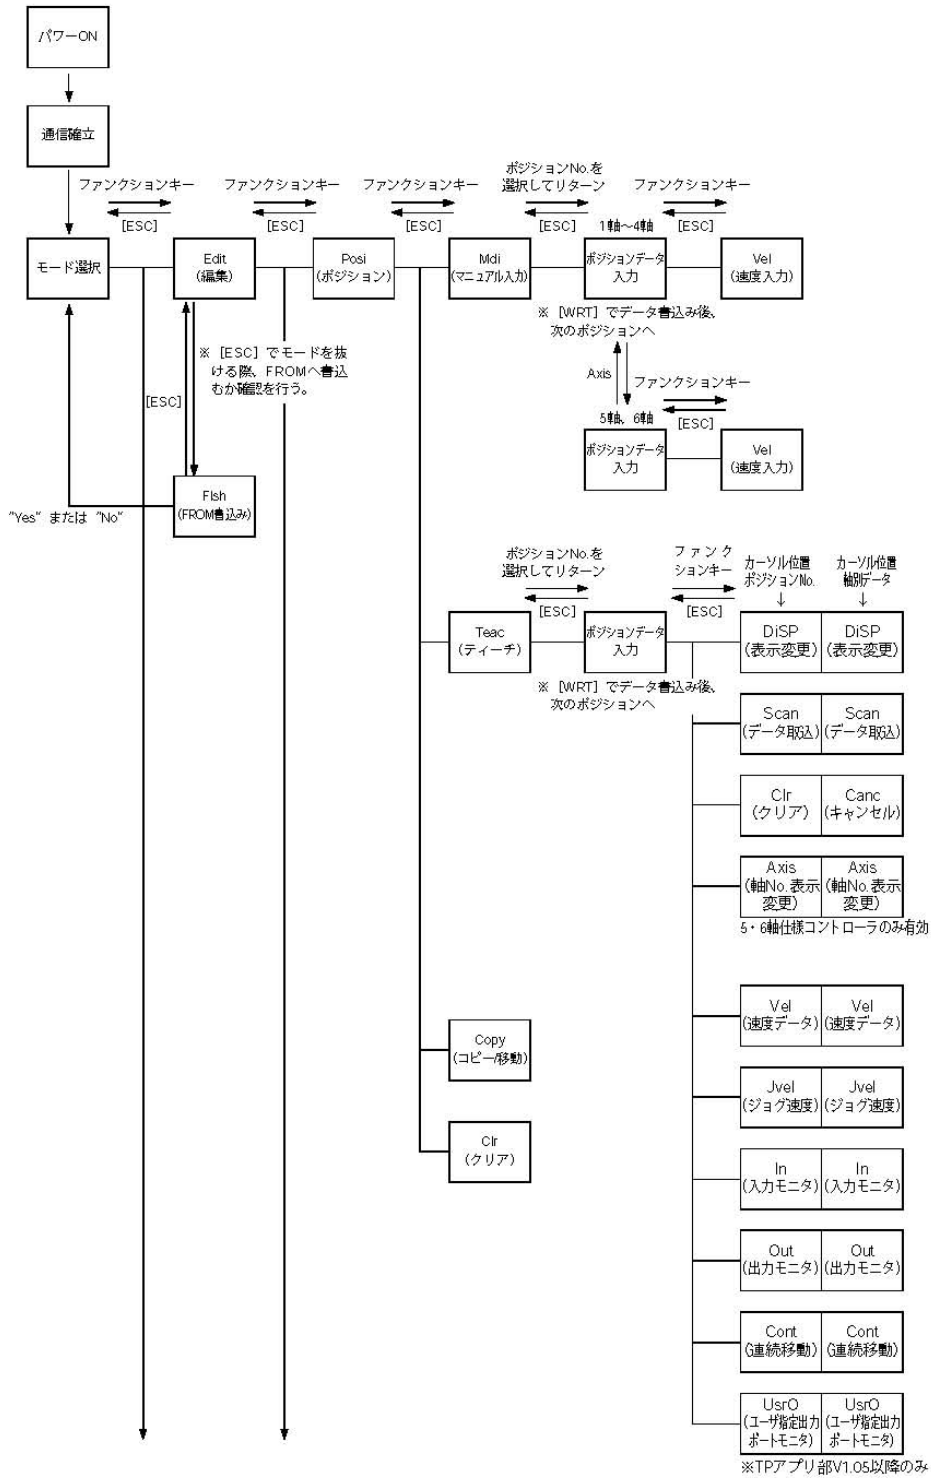 パワーON
通信確立
ファンクションキー
[ESC]
ファンクションキー
[ESC]
ファンクションキー
[ESC]
ポジションNo.を
選択してリターン
[ESC]
ファンクションキー
[ESC]
1軸～4軸
モード選択
Edit
(編集)
Posi
(ポジション)
Mdi
(マニュアル入力)
ポジションデータ
入力
Vel
(速度入力)
※ [WRT] でデータ書込み後、
次のポジションへ
※ [ESC] でモードを抜
ける際、FROMへ書込
むか確認を行う。
[ESC]
Axis
ファンクションキー
[ESC]
5軸、6軸
ポジションデータ
入力
Vel
(速度入力)
Flsh
(FROM書込み)
"Yes" または "No"
ポジションNo.を
選択してリターン
[ESC]
ファンク
ションキー
[ESC]
カーソル位置
ポジションNo.
カーソル位置
軸別データ
Teac
(ティーチ)
ポジションデータ
入力
DiSP
(表示変更)
DiSP
(表示変更)
※ [WRT] でデータ書込み後、
次のポジションへ
Scan
(データ取込)
Scan
(データ取込)
Clr
(クリア)
Canc
(キャンセル)
Axis
(軸No.表示
変更)
Axis
(軸No.表示
変更)
5・6軸仕様コントローラのみ有効
Vel
(速度データ)
Vel
(速度データ)
Copy
(コピー/移動)
Jvel
(ジョグ速度)
Jvel
(ジョグ速度)
Clr
(クリア)
In
(入力モニタ)
In
(入力モニタ)
Out
(出力モニタ)
Out
(出力モニタ)
Cont
(連続移動)
Cont
(連続移動)
UsrO
(ユーザ指定出力
ポートモニタ)
UsrO
(ユーザ指定出力
ポートモニタ)
※TPアプリ部V1.05以降のみ